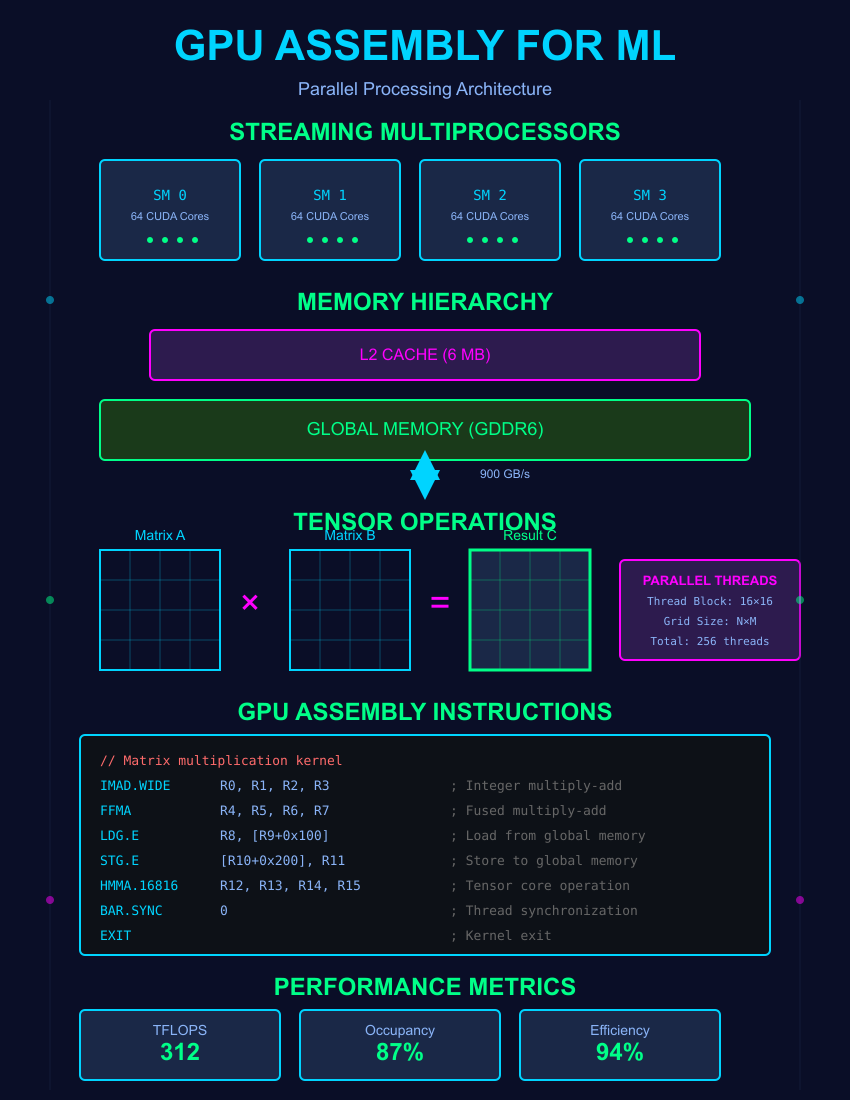 GPU ASSEMBLY FOR ML
Parallel Processing Architecture
STREAMING MULTIPROCESSORS
SM 0
64 CUDA Cores
SM 1
64 CUDA Cores
SM 2
64 CUDA Cores
SM 3
64 CUDA Cores
MEMORY HIERARCHY
L2 CACHE (6 MB)
GLOBAL MEMORY (GDDR6)
900 GB/s
TENSOR OPERATIONS
Matrix A
Matrix B
Result C
×
=
PARALLEL THREADS
Thread Block: 16×16
Grid Size: N×M
Total: 256 threads
GPU ASSEMBLY INSTRUCTIONS
// Matrix multiplication kernel
IMAD.WIDE R0, R1, R2, R3 ; Integer multiply-add
FFMA R4, R5, R6, R7 ; Fused multiply-add
LDG.E R8, [R9+0x100] ; Load from global memory
STG.E [R10+0x200], R11 ; Store to global memory
HMMA.16816 R12, R13, R14, R15 ; Tensor core operation
BAR.SYNC 0 ; Thread synchronization
EXIT ; Kernel exit
PERFORMANCE METRICS
TFLOPS
312
Occupancy
87%
Efficiency
94%